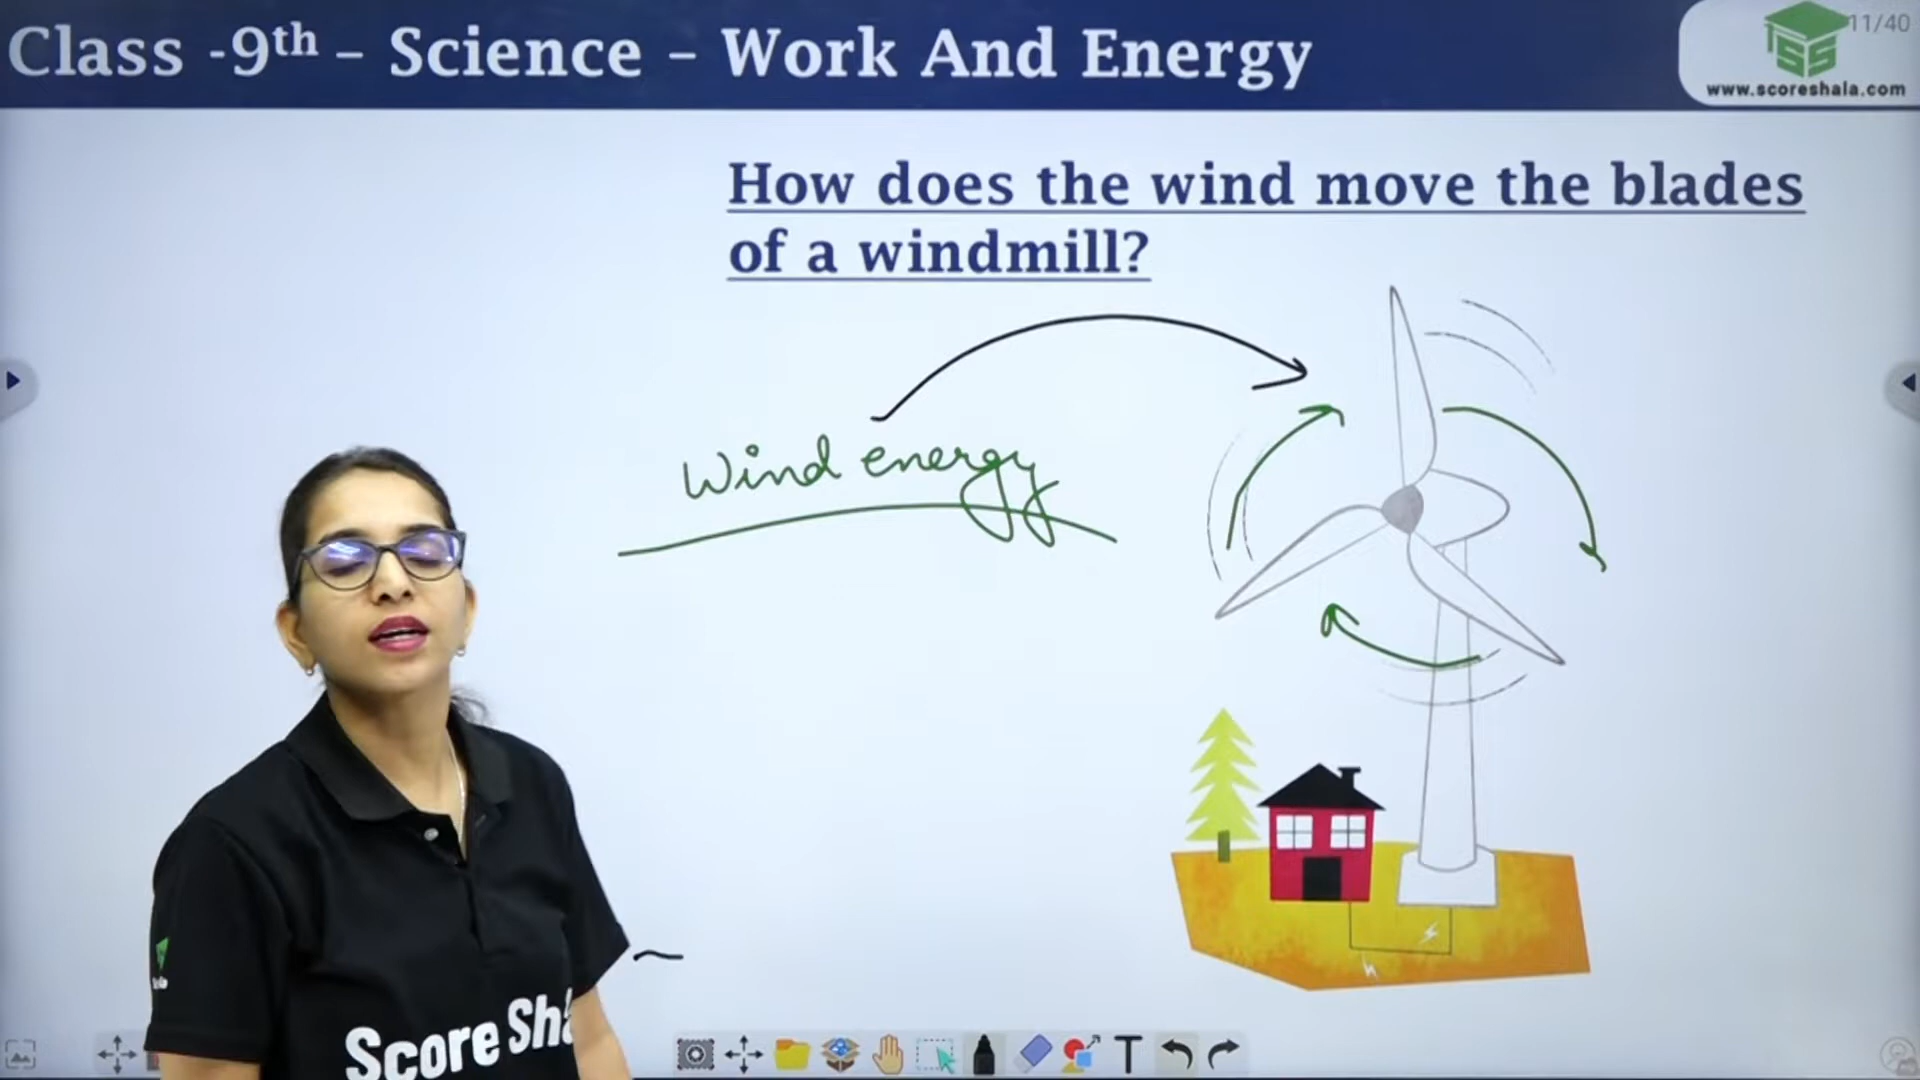 Class -9th – Science – Work And Energy
11/40
www.scoreshala.com
How does the wind move the blades
of a windmill?
Wind energy
Score Sha
T